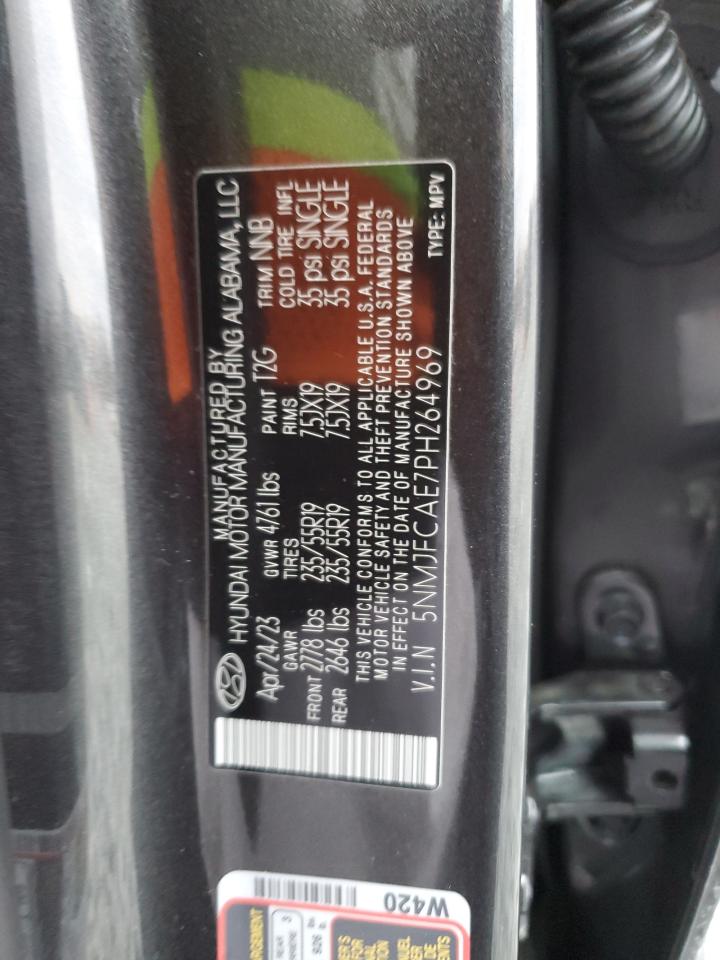 MANUFACTURED BY
HYUNDAI MOTOR MANUFACTURING ALABAMA, LLC
Apr/24/23 GVWR 4761 lbs PAINT T2G TRIM NNB
GAWR TIRES RIMS COLD TIRE INFL
FRONT 2778 lbs 235/55R19 7.5JX19 35 psi SINGLE
REAR 2646 lbs 235/55R19 7.5JX19 35 psi SINGLE
THIS VEHICLE CONFORMS TO ALL APPLICABLE U.S.A. FEDERAL
MOTOR VEHICLE SAFETY AND THEFT PREVENTION STANDARDS
IN EFFECT ON THE DATE OF MANUFACTURE SHOWN ABOVE
V.I.N 5NMJFCAE7PH264969 TYPE: MPV
W420